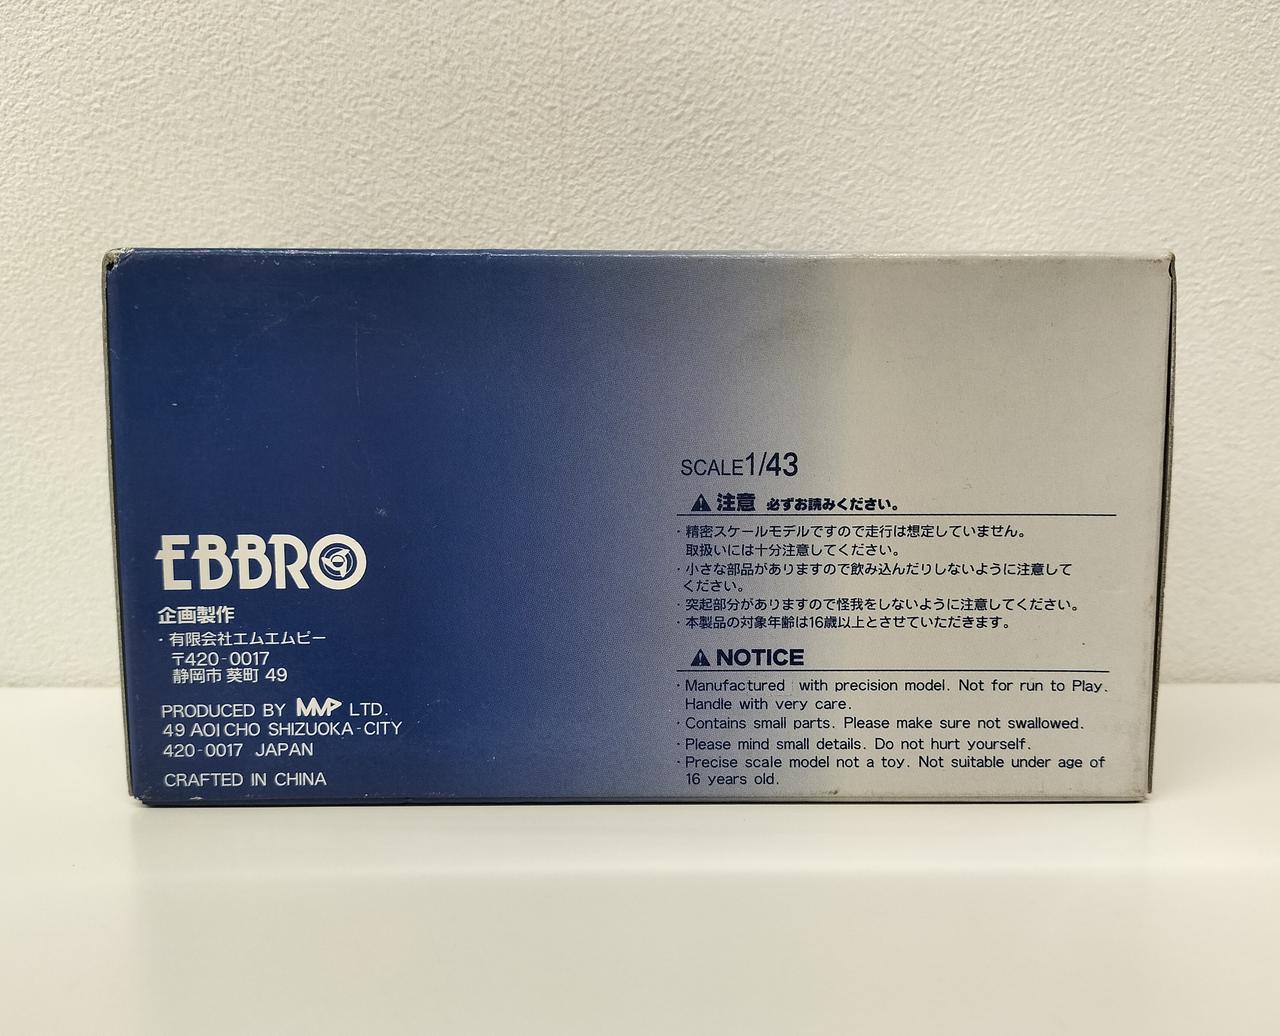 EBBRO
企画製作
・有限会社エムエムピー
〒420-0017
静岡市 葵町 49
PRODUCED BY MMP LTD.
49 AOI CHO SHIZUOKA-CITY
420-0017 JAPAN
CRAFTED IN CHINA
SCALE1/43
注意 必ずお読みください。
・精密スケールモデルですので走行は想定していません。
取扱いには十分注意してください。
・小さな部品がありますので飲み込んだりしないように注意して
ください。
・突起部分がありますので怪我をしないように注意してください。
・本製品の対象年齢は16歳以上とさせていただきます。
NOTICE
・Manufactured with precision model. Not for run to Play.
Handle with very care.
・Contains small parts. Please make sure not swallowed.
・Please mind small details. Do not hurt yourself.
・Precise scale model not a toy. Not suitable under age of
16 years old.